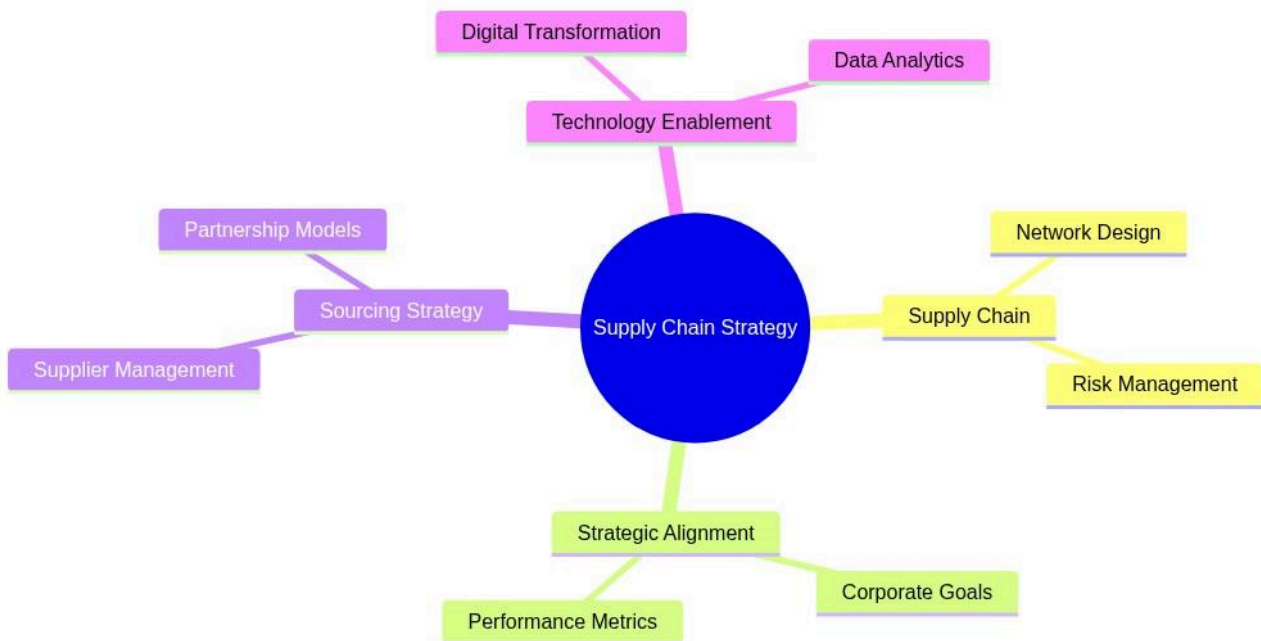 Digital Transformation
Data Analytics
Technology Enablement
Partnership Models
Network Design
Sourcing Strategy
Supply Chain Strategy
Supply Chain
Supplier Management
Risk Management
Strategic Alignment
Corporate Goals
Performance Metrics